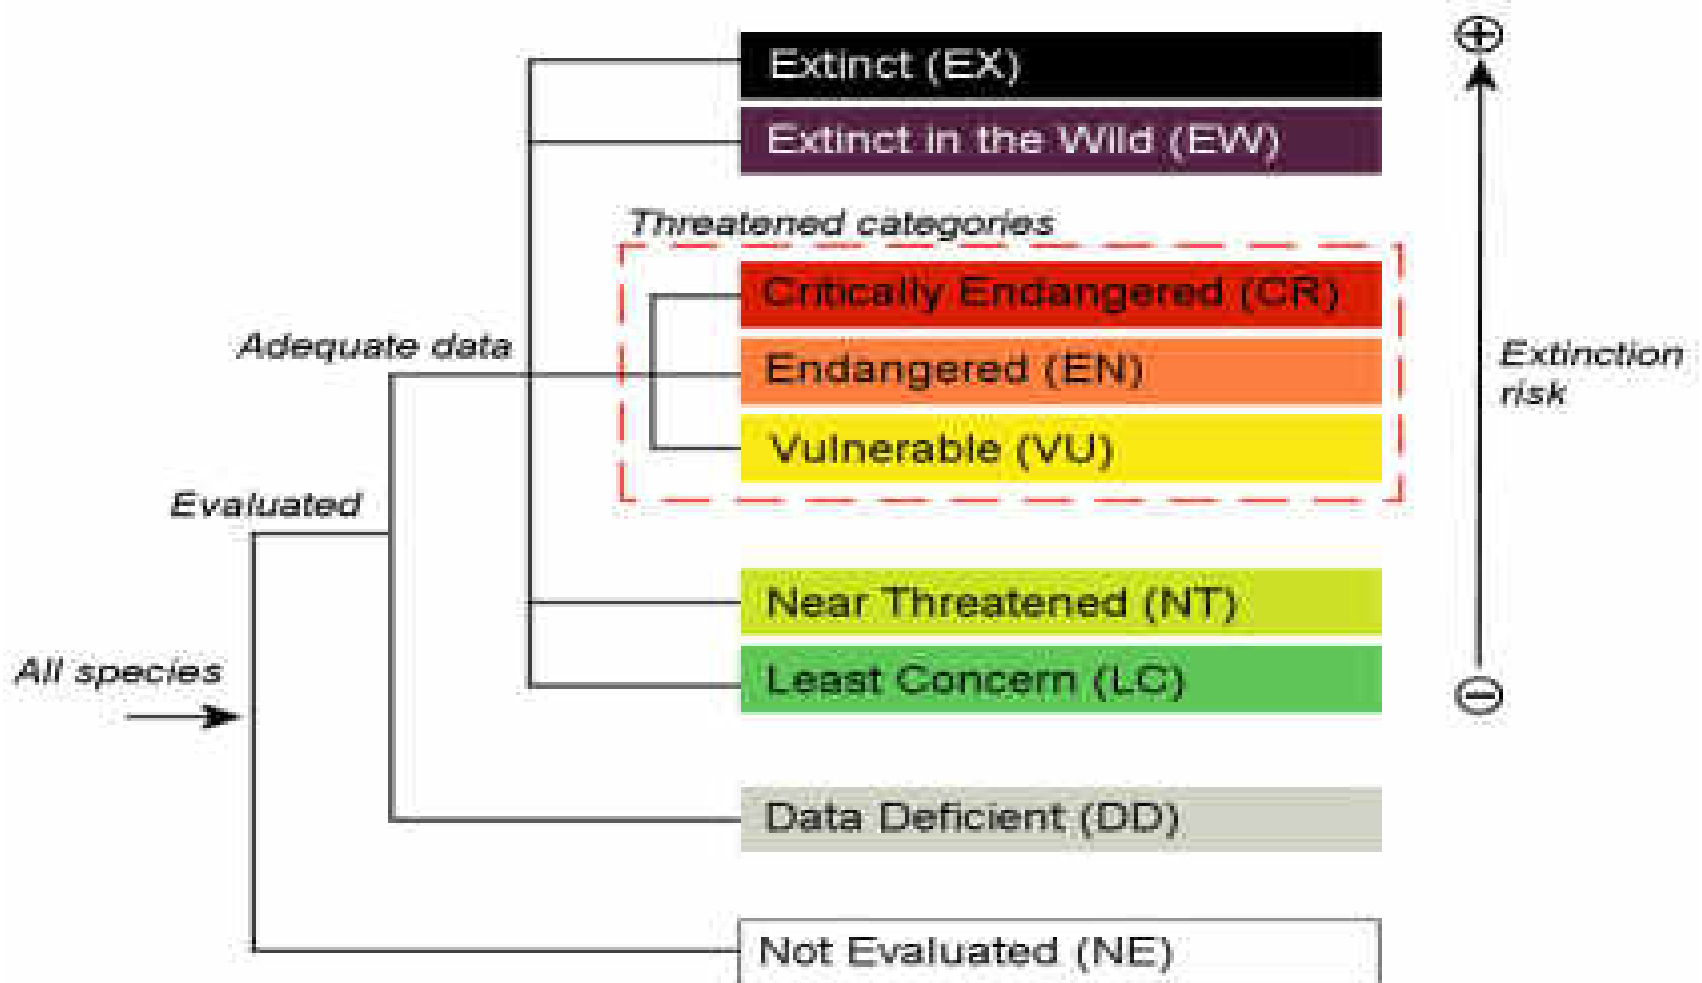 Extinct (EX)
Extinct in the Wild (EW)
Threatened categories
Critically Endangered (CR)
Adequate data
Endangered (EN)
Extinction
risk
Vulnerable (VU)
Evaluated
Near Threatened (NT)
All species
Least Concern (LC)
Data Deficient (DD)
Not Evaluated (NE)